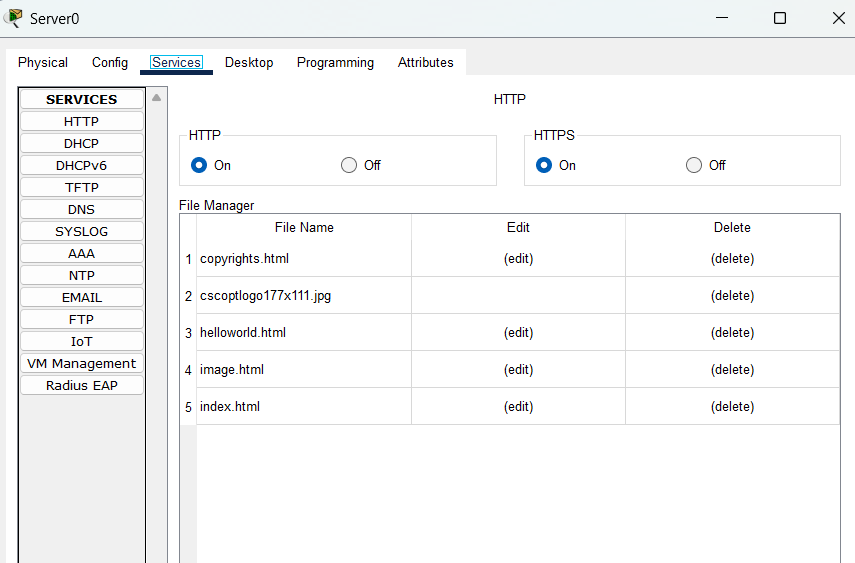 Server0
Physical Config Services Desktop Programming Attributes
SERVICES
HTTP
DHCP
DHCPv6
TFTP
DNS
SYSLOG
AAA
NTP
EMAIL
FTP
IoT
VM Management
Radius EAP
HTTP
HTTP
On Off
HTTPS
On Off
File Manager
File Name Edit Delete
1 copyrights.html (edit) (delete)
2 cscoptlogo177x111.jpg (delete)
3 helloworld.html (edit) (delete)
4 image.html (edit) (delete)
5 index.html (edit) (delete)